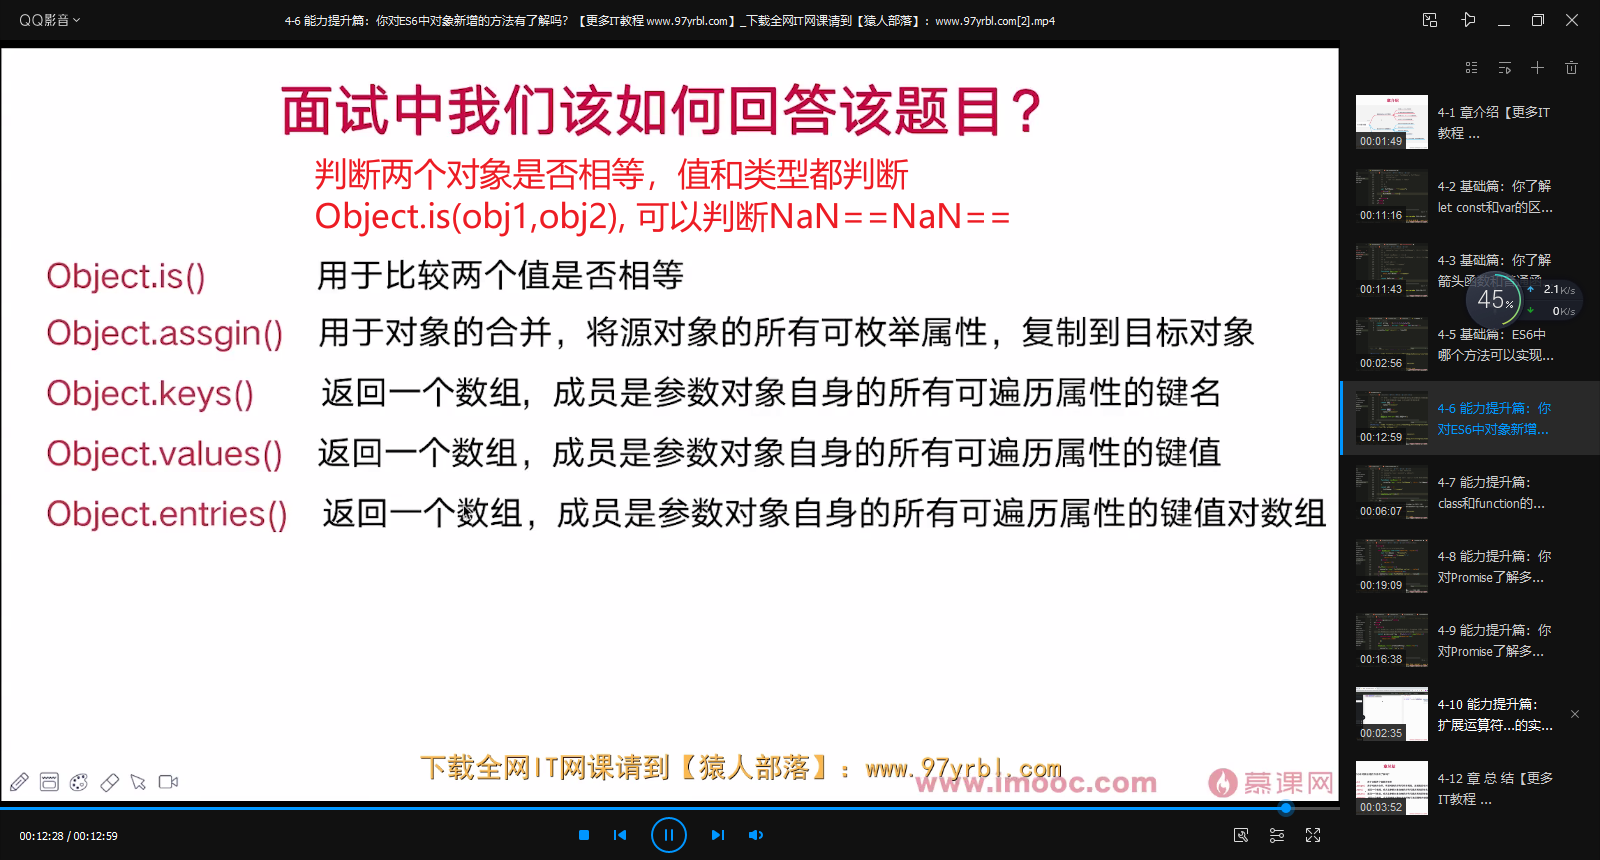 QQ影音
4-6 能力提升篇：你对ES6中对象新增的方法有了解吗？【更多IT教程 www.97yrbl.com】_下载全网IT网课请到【猿人部落】：www.97yrbl.com[2].mp4
面试中我们该如何回答该题目？
判断两个对象是否相等，值和类型都判断
Object.is(obj1,obj2), 可以判断NaN==NaN==
Object.is() 用于比较两个值是否相等
Object.assgin() 用于对象的合并，将源对象的所有可枚举属性，复制到目标对象
Object.keys() 返回一个数组，成员是参数对象自身的所有可遍历属性的键名
Object.values() 返回一个数组，成员是参数对象自身的所有可遍历属性的键值
Object.entries() 返回一个数组，成员是参数对象自身的所有可遍历属性的键值对数组
下载全网IT网课请到【猿人部落】：www.97yrbl.com
www.imooc.com
慕课网
00:12:28 / 00:12:59
4-1 章介绍【更多IT
教程 ...
00:01:49
4-2 基础篇：你了解
let const和var的区...
00:11:16
4-3 基础篇：你了解
箭头函数和普通函
00:11:43
45%
2.1K/s
0K/s
4-5 基础篇：ES6中
哪个方法可以实现...
00:02:56
4-6 能力提升篇：你
对ES6中对象新增...
00:12:59
4-7 能力提升篇：
class和function的...
00:06:07
4-8 能力提升篇：你
对Promise了解多...
00:19:09
4-9 能力提升篇：你
对Promise了解多...
00:16:38
4-10 能力提升篇：
扩展运算符...的实...
00:02:35
4-12 章 总 结【更多
IT教程 ...
00:03:52